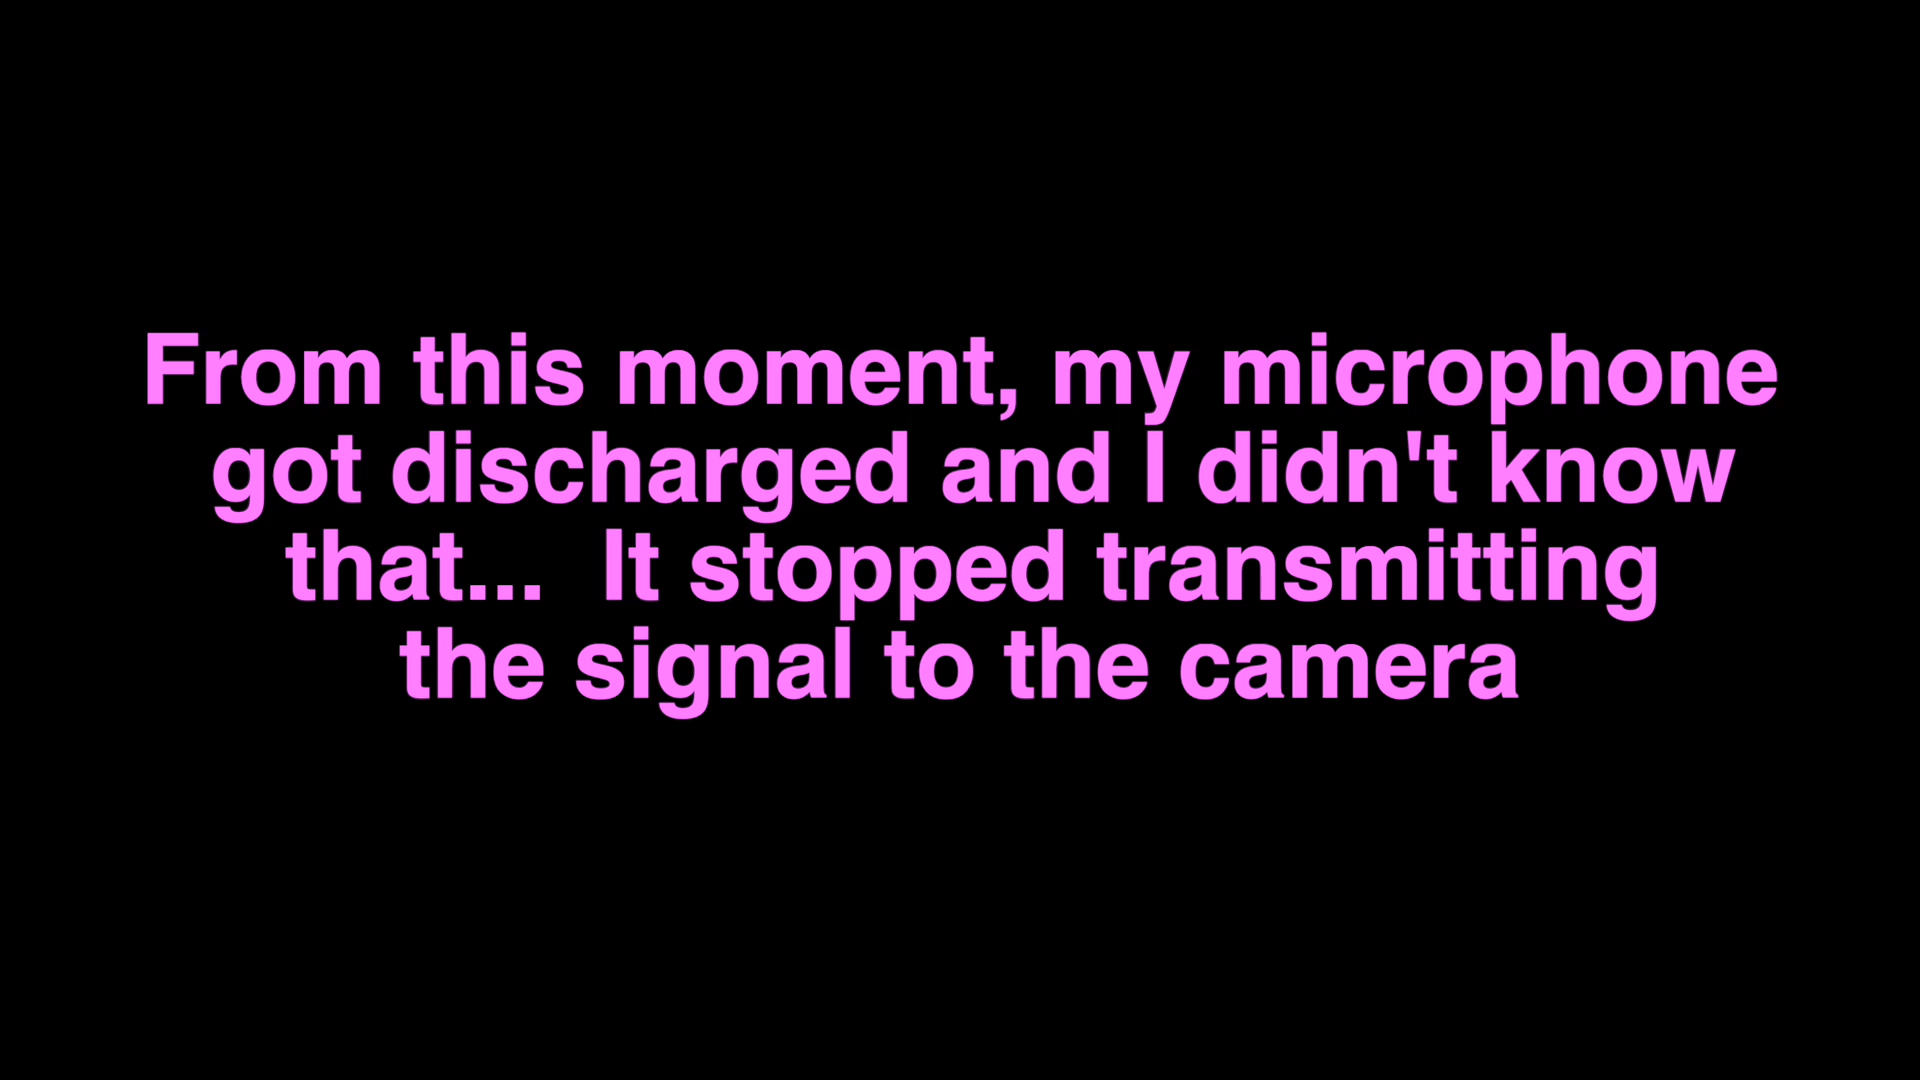 From this moment, my microphone
got discharged and I didn't know
that...  It stopped transmitting
the signal to the camera